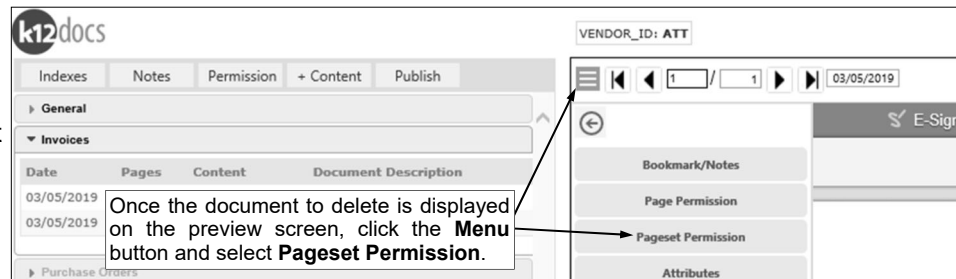 k12docs
VENDOR_ID: ATT
Indexes Notes Permission + Content Publish
1 / 1 03/05/2019
General
E-Sign
Invoices
Date Pages Content Document Description
Bookmark/Notes
03/05/2019
Page Permission
03/05/2019
Once the document to delete is displayed
on the preview screen, click the Menu
button and select Pageset Permission.
Pageset Permission
Purchase Orders
Attributes